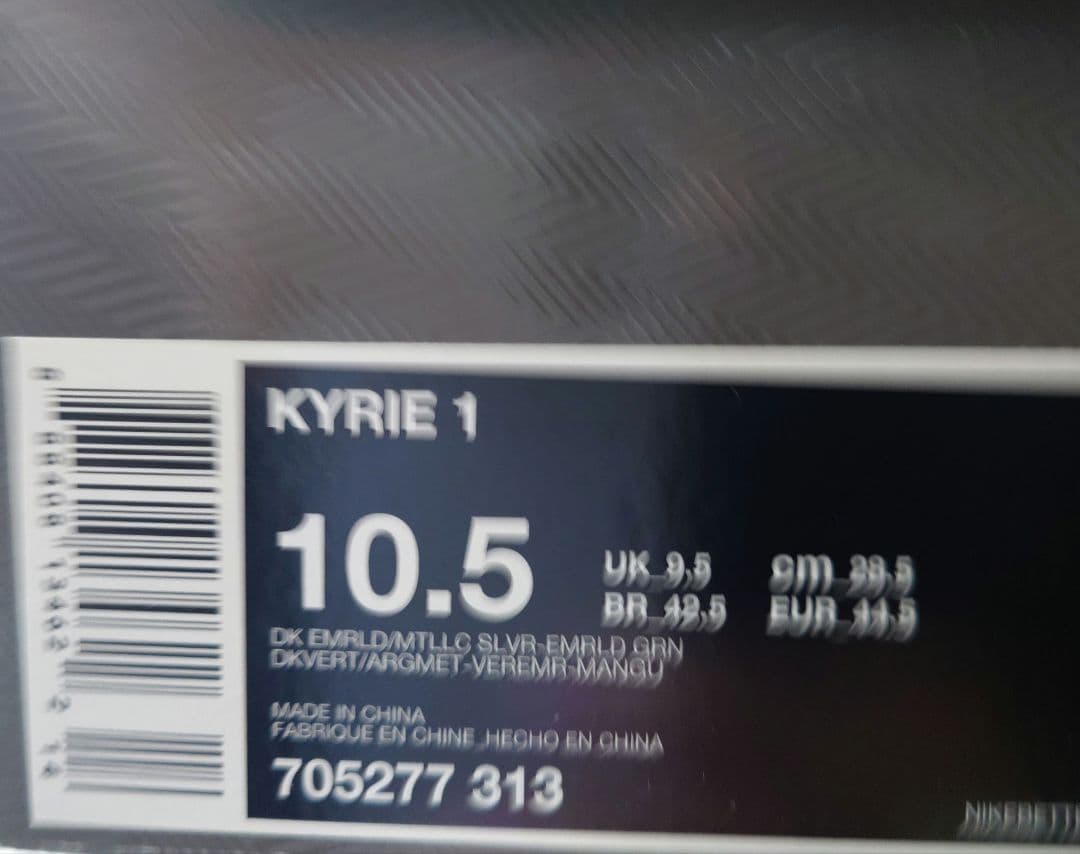 KYRIE 1
10.5
UK 9,5
cm 28,5
BR 42,5
EUR 44,5
DK EMRLD/MTLLC SLVR-EMRLD GRN
DKVERT/ARGMET-VEREMR-MANGU
MADE IN CHINA
FABRIQUE EN CHINE HECHO EN CHINA
705277 313